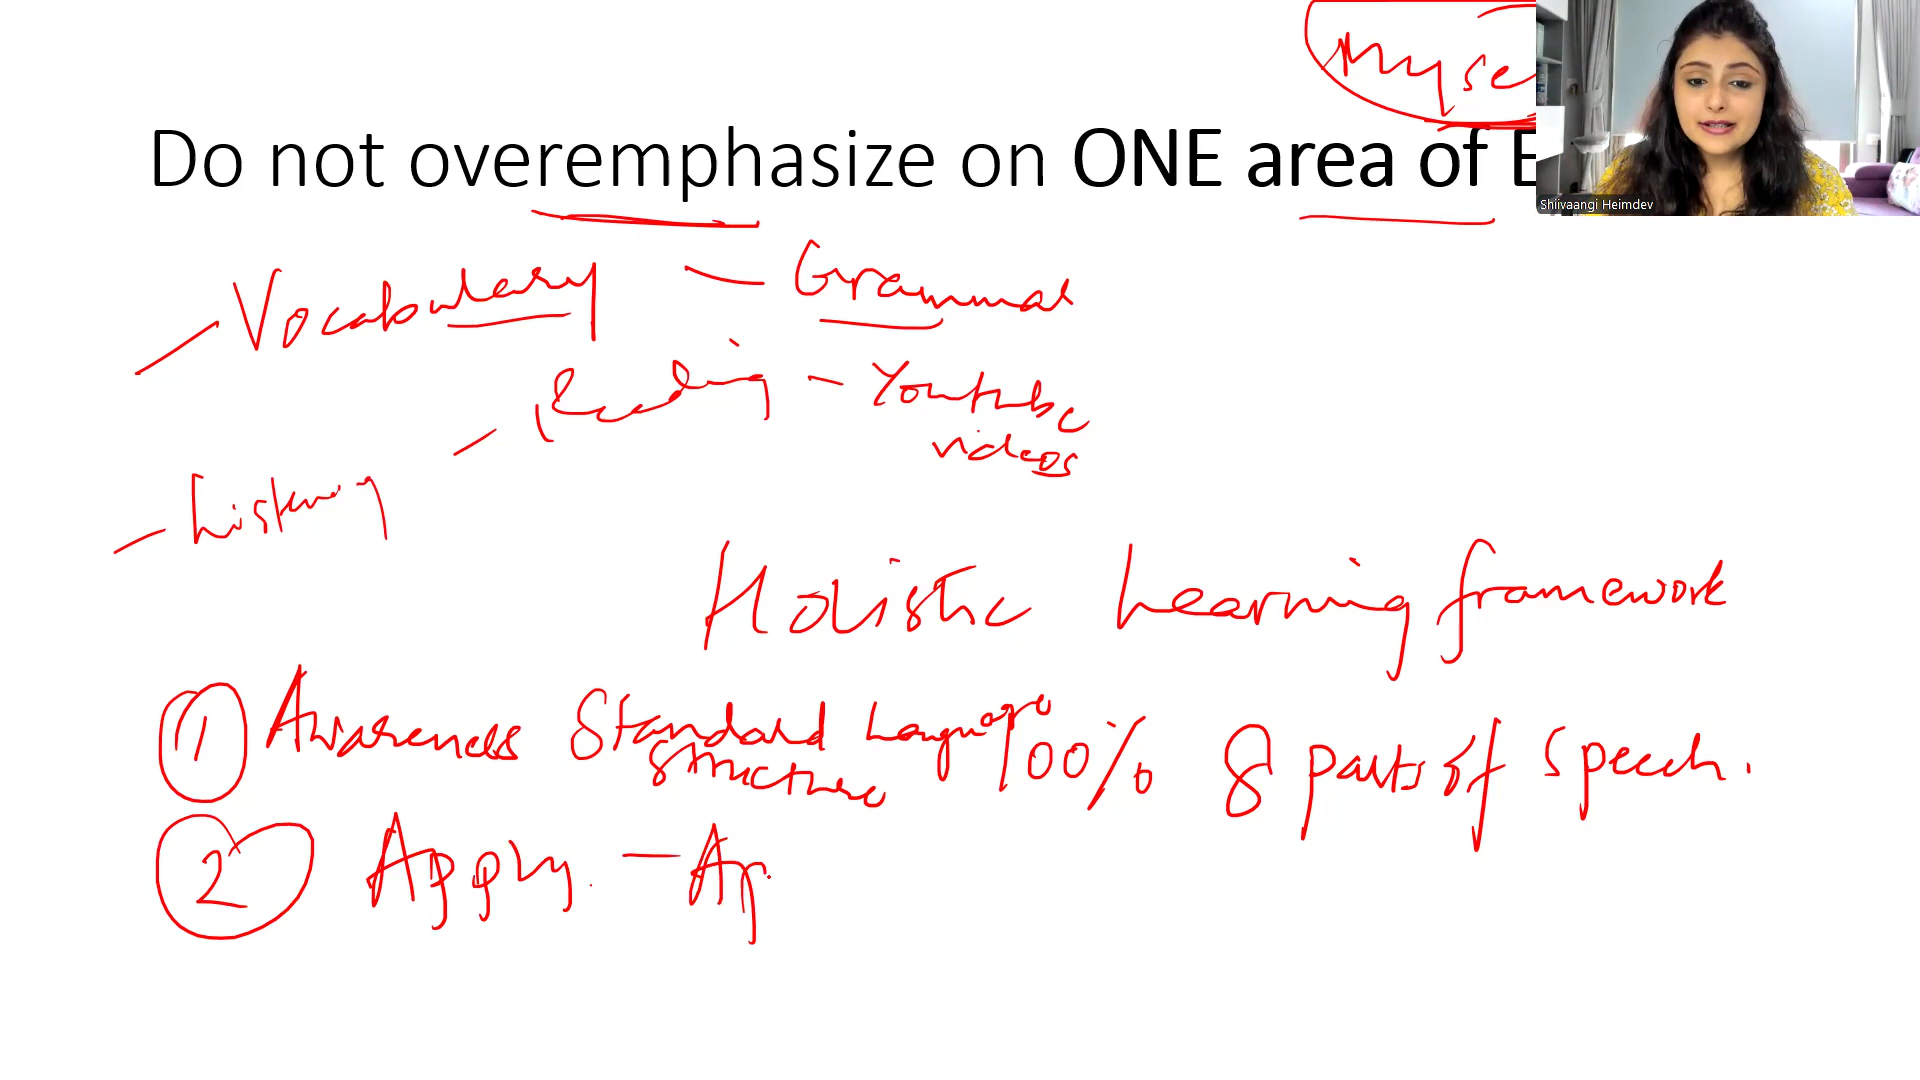 Myse
Do not overemphasize on ONE area of E
Shiivaangi Heimdev
- Vocabulary - Grammar
- Reading - Youtube
videos
- Listening
Holistic Learning framework
1 Awareness Standard Language 100% 8 parts of speech.
structure
2 Apply. - Ap